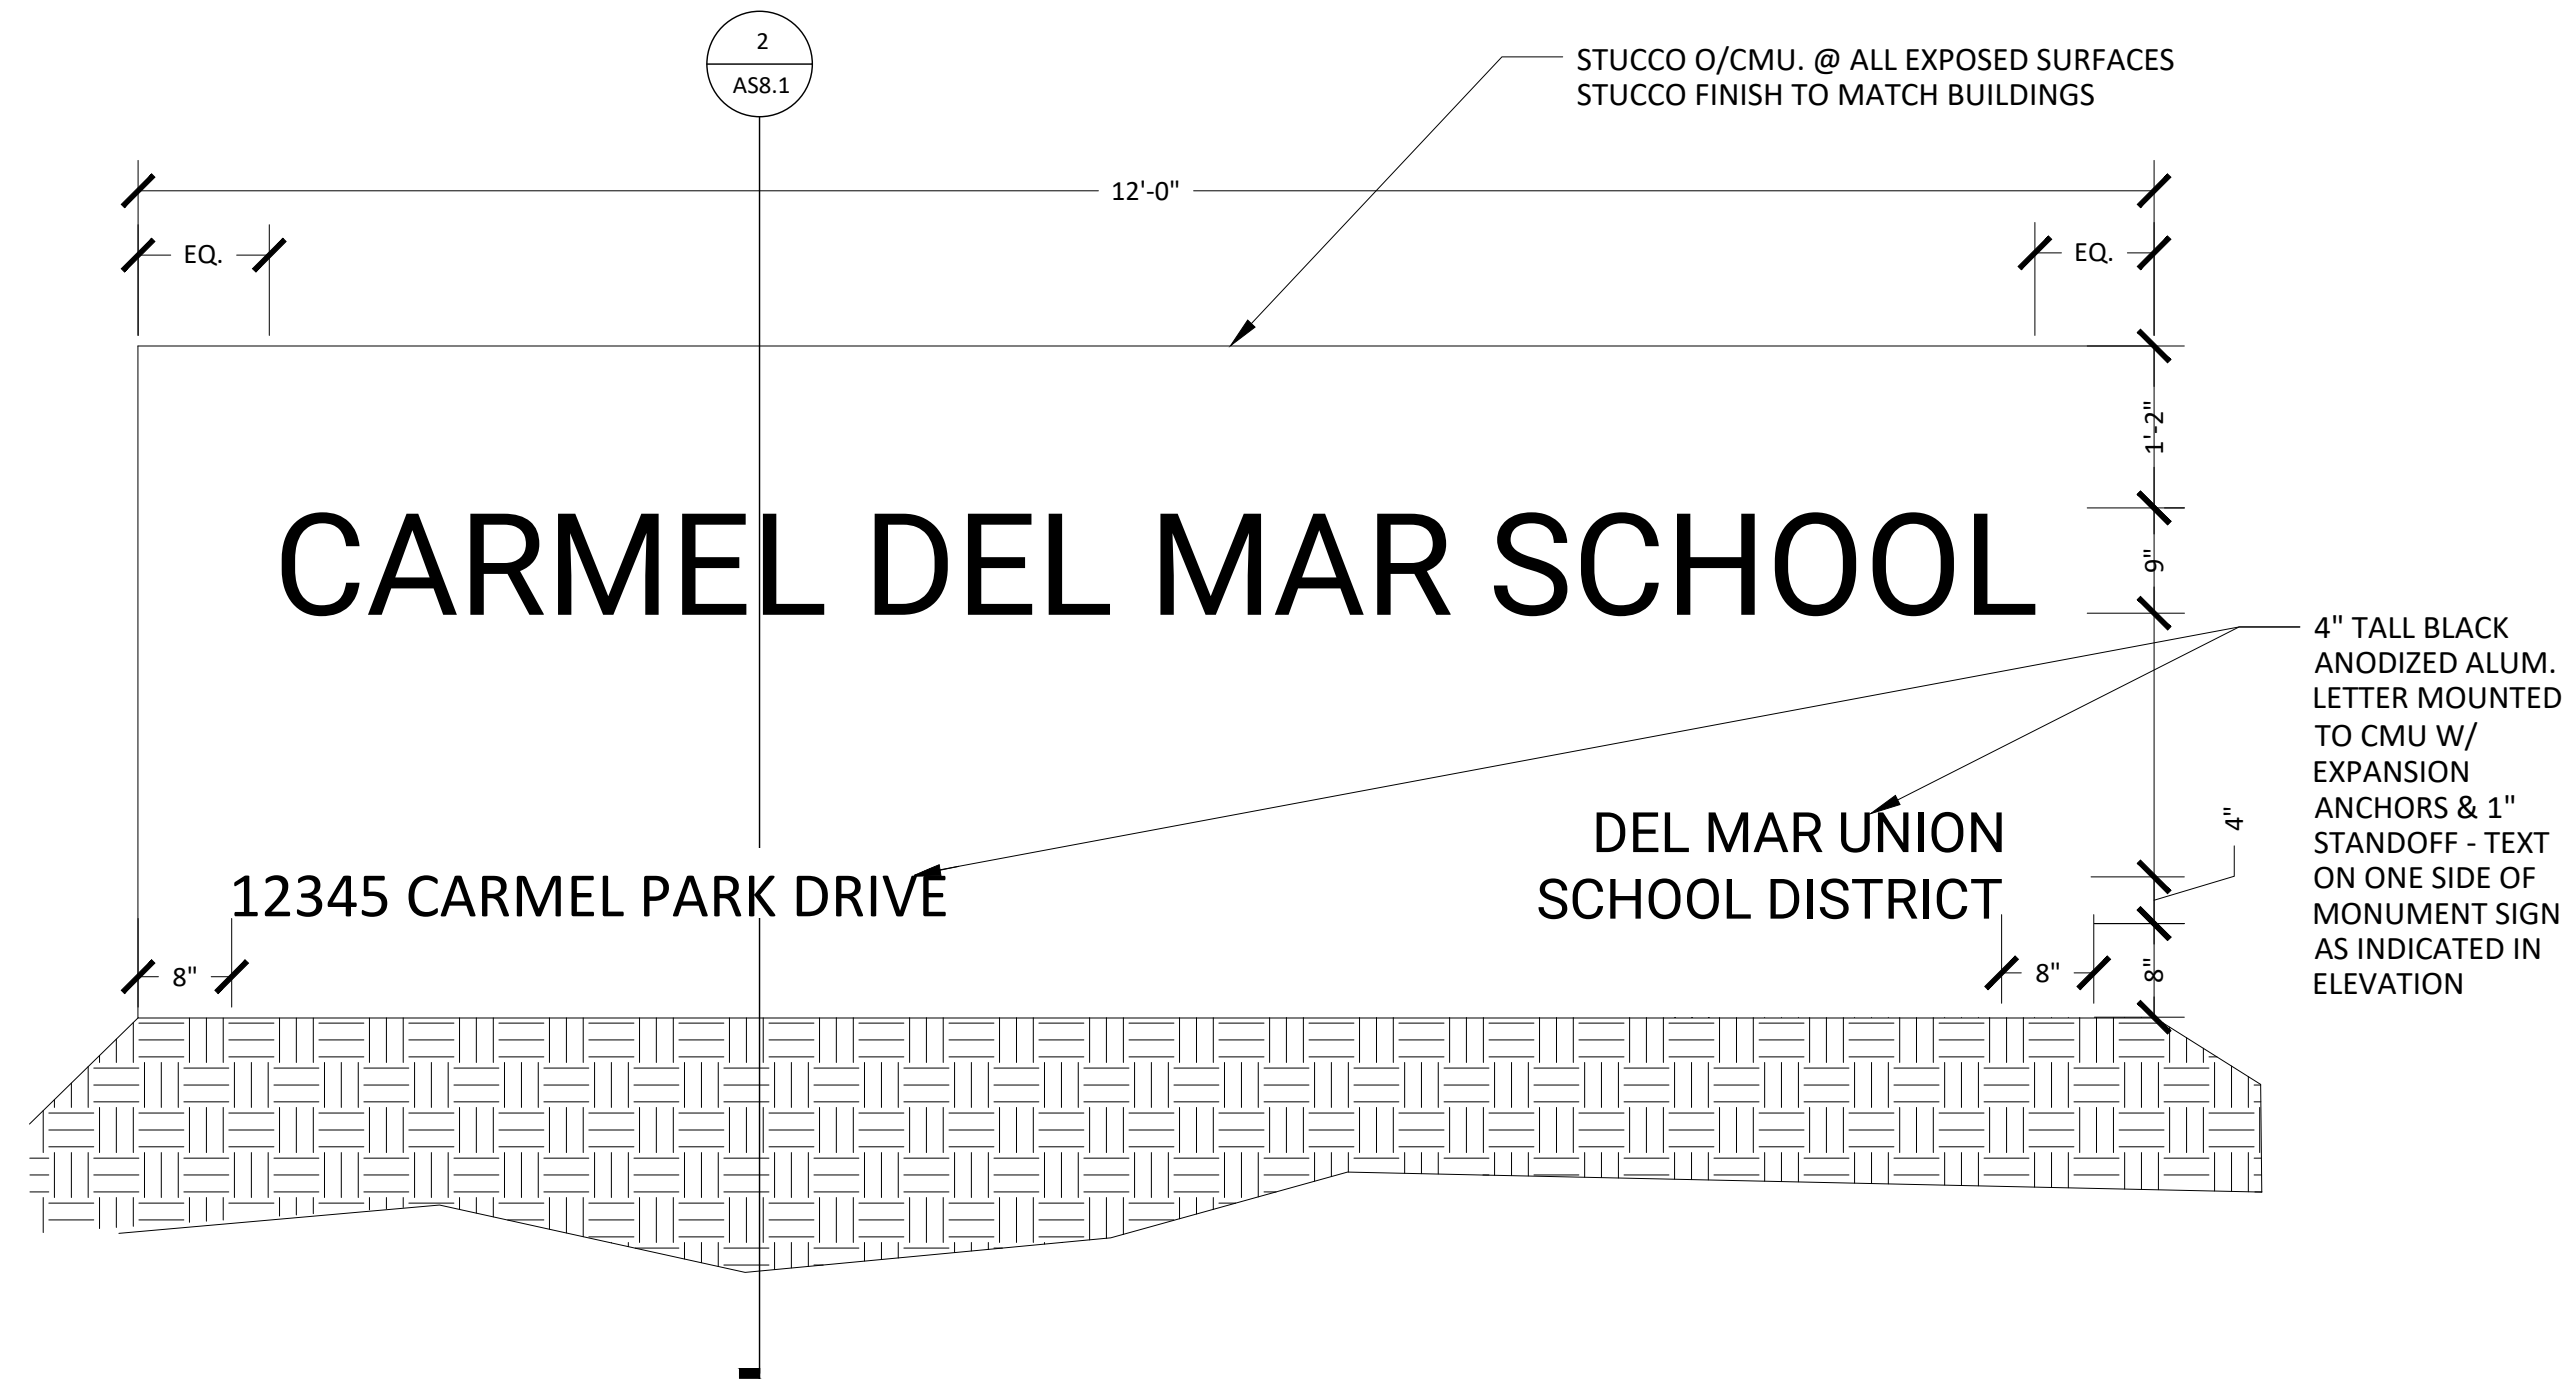 2
AS8.1
STUCCO O/CMU. @ ALL EXPOSED SURFACES
STUCCO FINISH TO MATCH BUILDINGS
12'-0"
EQ.
EQ.
1'-2"
CARMEL DEL MAR SCHOOL
9"
4" TALL BLACK
ANODIZED ALUM.
LETTER MOUNTED
TO CMU W/
EXPANSION
ANCHORS & 1"
STANDOFF - TEXT
ON ONE SIDE OF
MONUMENT SIGN
AS INDICATED IN
ELEVATION
DEL MAR UNION
SCHOOL DISTRICT
4"
12345 CARMEL PARK DRIVE
8"
8"
8"